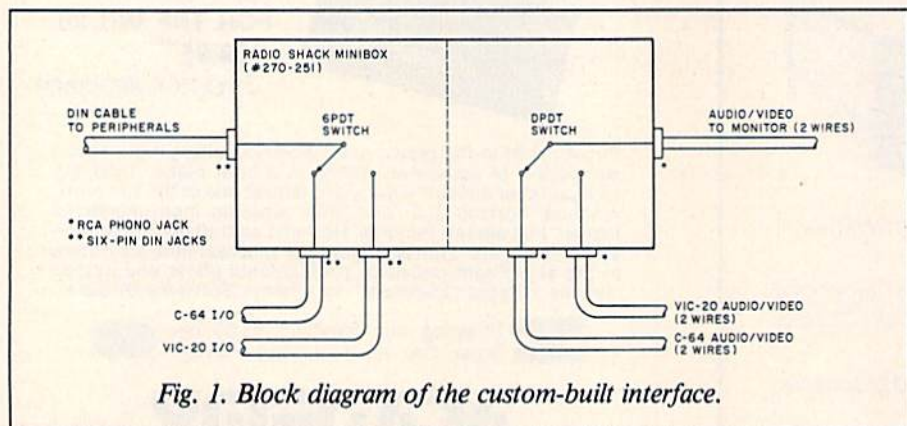 RADIO SHACK MINIBOX
(#270-251)
DIN CABLE
TO PERIPHERALS
6PDT
SWITCH
DPDT
SWITCH
AUDIO/VIDEO
TO MONITOR (2 WIRES)
**
*
*RCA PHONO JACK
**SIX-PIN DIN JACKS
**
**
*
*
C-64 I/O
VIC-20 I/O
VIC-20 AUDIO/VIDEO
(2 WIRES)
C-64 AUDIO/VIDEO
(2 WIRES)
Fig. 1. Block diagram of the custom-built interface.